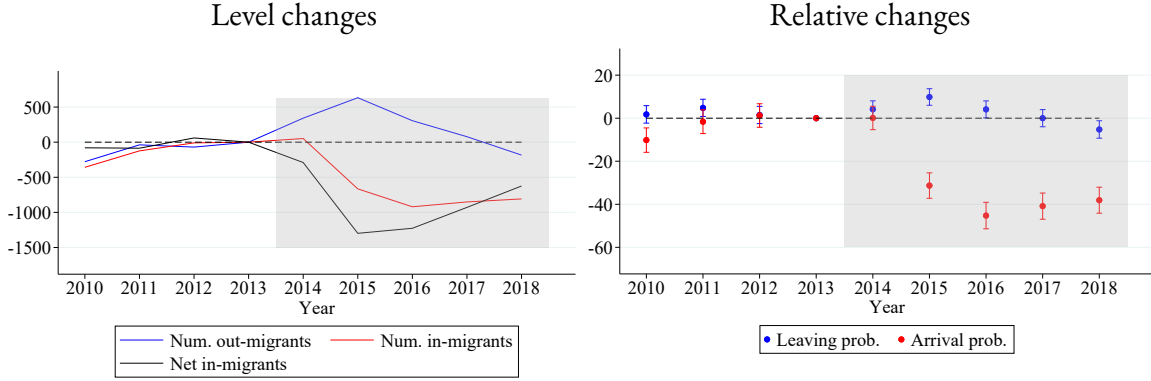 Level changes
500
0
-500
-1000
-1500
2010 2011 2012 2013 2014 2015 2016 2017 2018
Year
Num. out-migrants Num. in-migrants
Net in-migrants
Relative changes
20
0
-20
-40
-60
2010 2011 2012 2013 2014 2015 2016 2017 2018
Year
Leaving prob. Arrival prob.